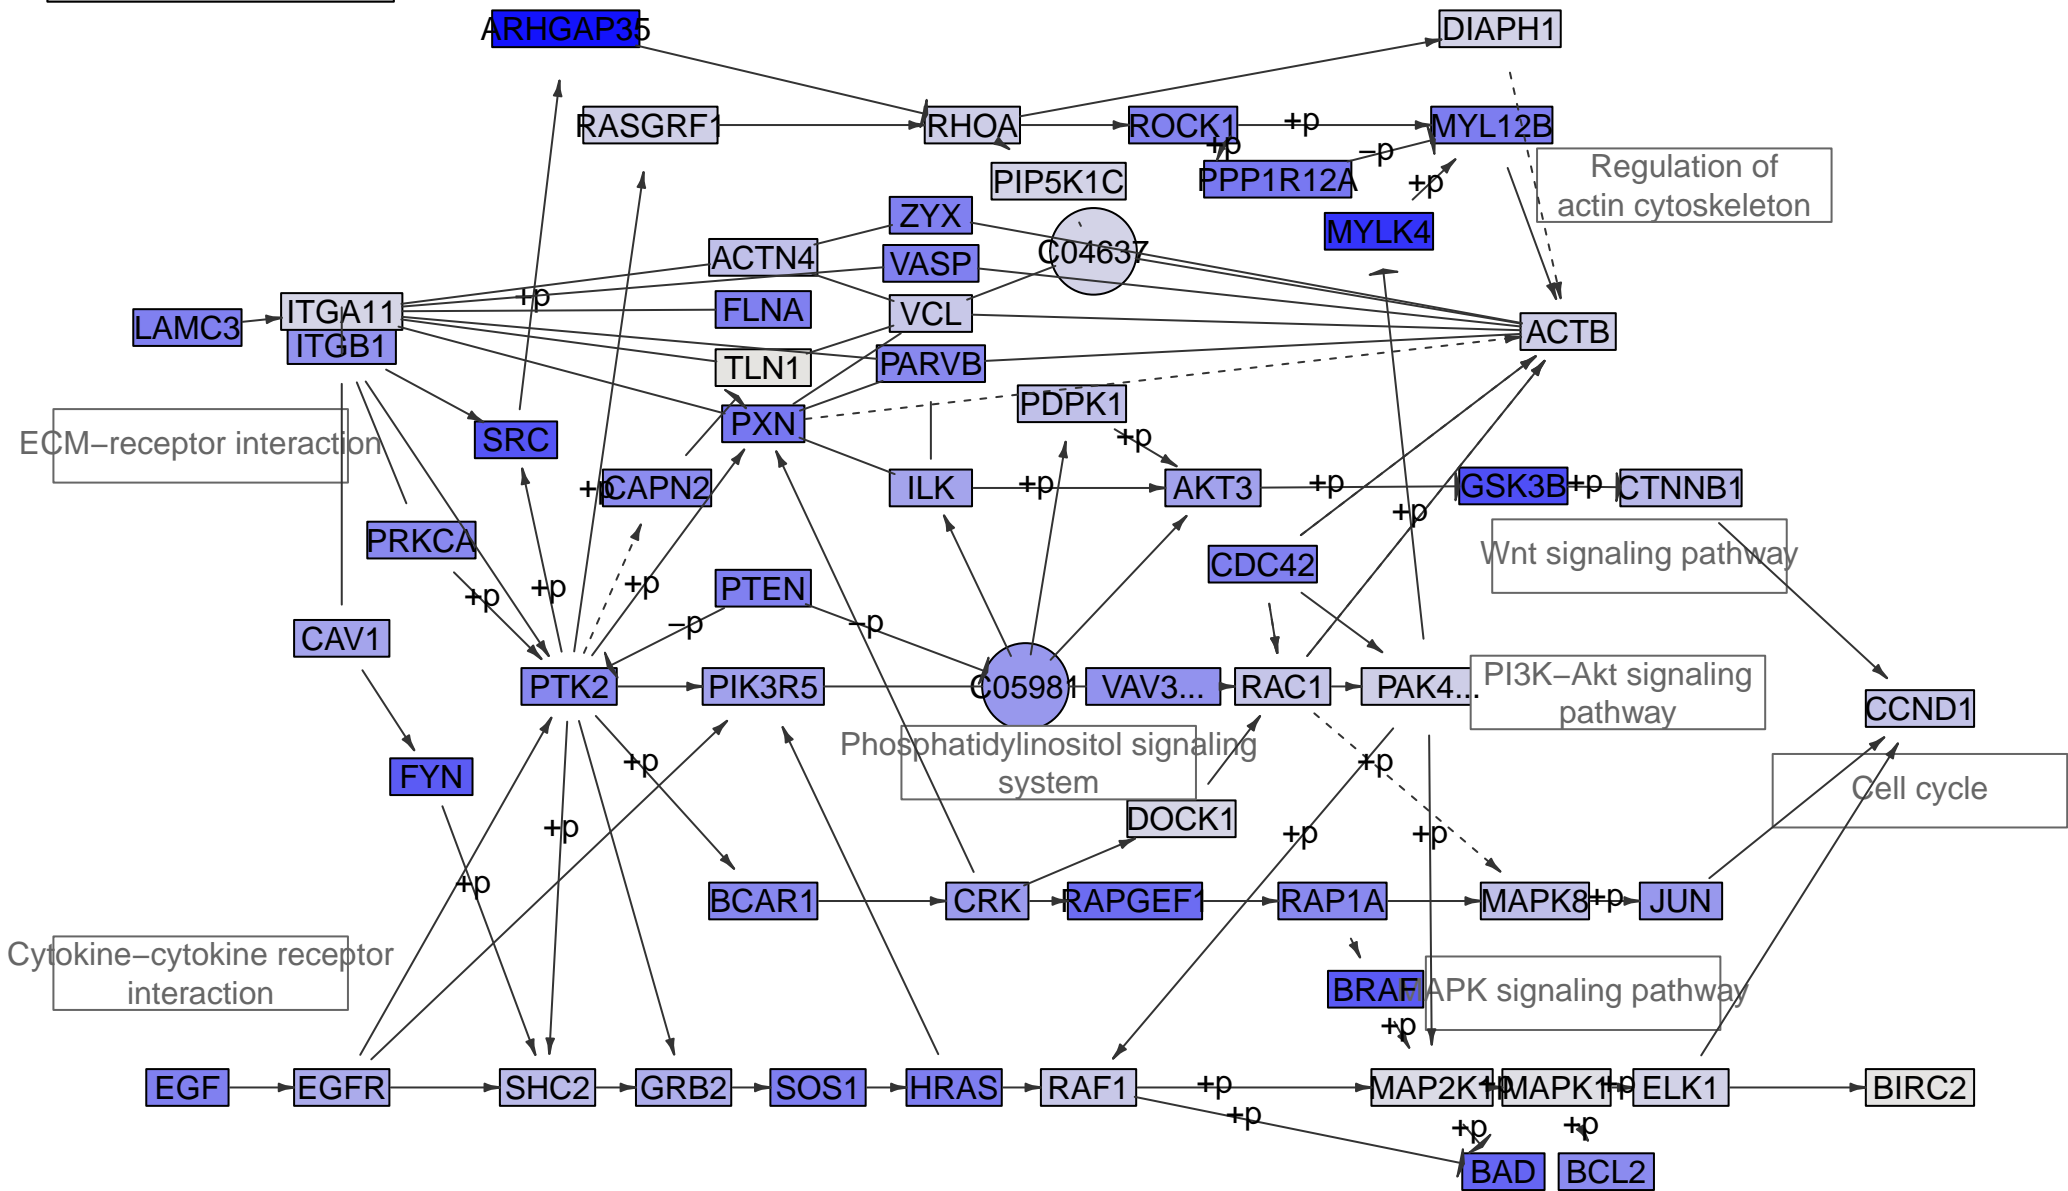 ARHGAP35
DIAPH1
RASGRF1
RHOA
ROCK1
+p
MYL12B
+p
−p
PIP5K1C
PPP1R12A
+p
Regulation of
actin cytoskeleton
ZYX
MYLK4
ACTN4
VASP
C04637
+p
ITGA11
FLNA
VCL
LAMC3
ITGB1
ACTB
TLN1
PARVB
PDPK1
PXN
ECM−receptor interaction
SRC
+p
+p
CAPN2
ILK
+p
AKT3
+p
GSK3B
+p
CTNNB1
+p
PRKCA
Wnt signaling pathway
CDC42
+p
+p
+p
PTEN
−p
−p
CAV1
PTK2
PIK3R5
C05981
VAV3...
RAC1
PAK4...
PI3K−Akt signaling
pathway
CCND1
Phosphatidylinositol signaling
system
FYN
+p
+p
Cell cycle
DOCK1
+p
+p
+p
+p
BCAR1
CRK
RAPGEF1
RAP1A
MAPK8
+p
JUN
Cytokine−cytokine receptor
interaction
BRAF
MAPK signaling pathway
+p
EGF
EGFR
SHC2
GRB2
SOS1
HRAS
RAF1
+p
MAP2K1
+p
MAPK1
+p
ELK1
BIRC2
+p
+p
+p
BAD
BCL2